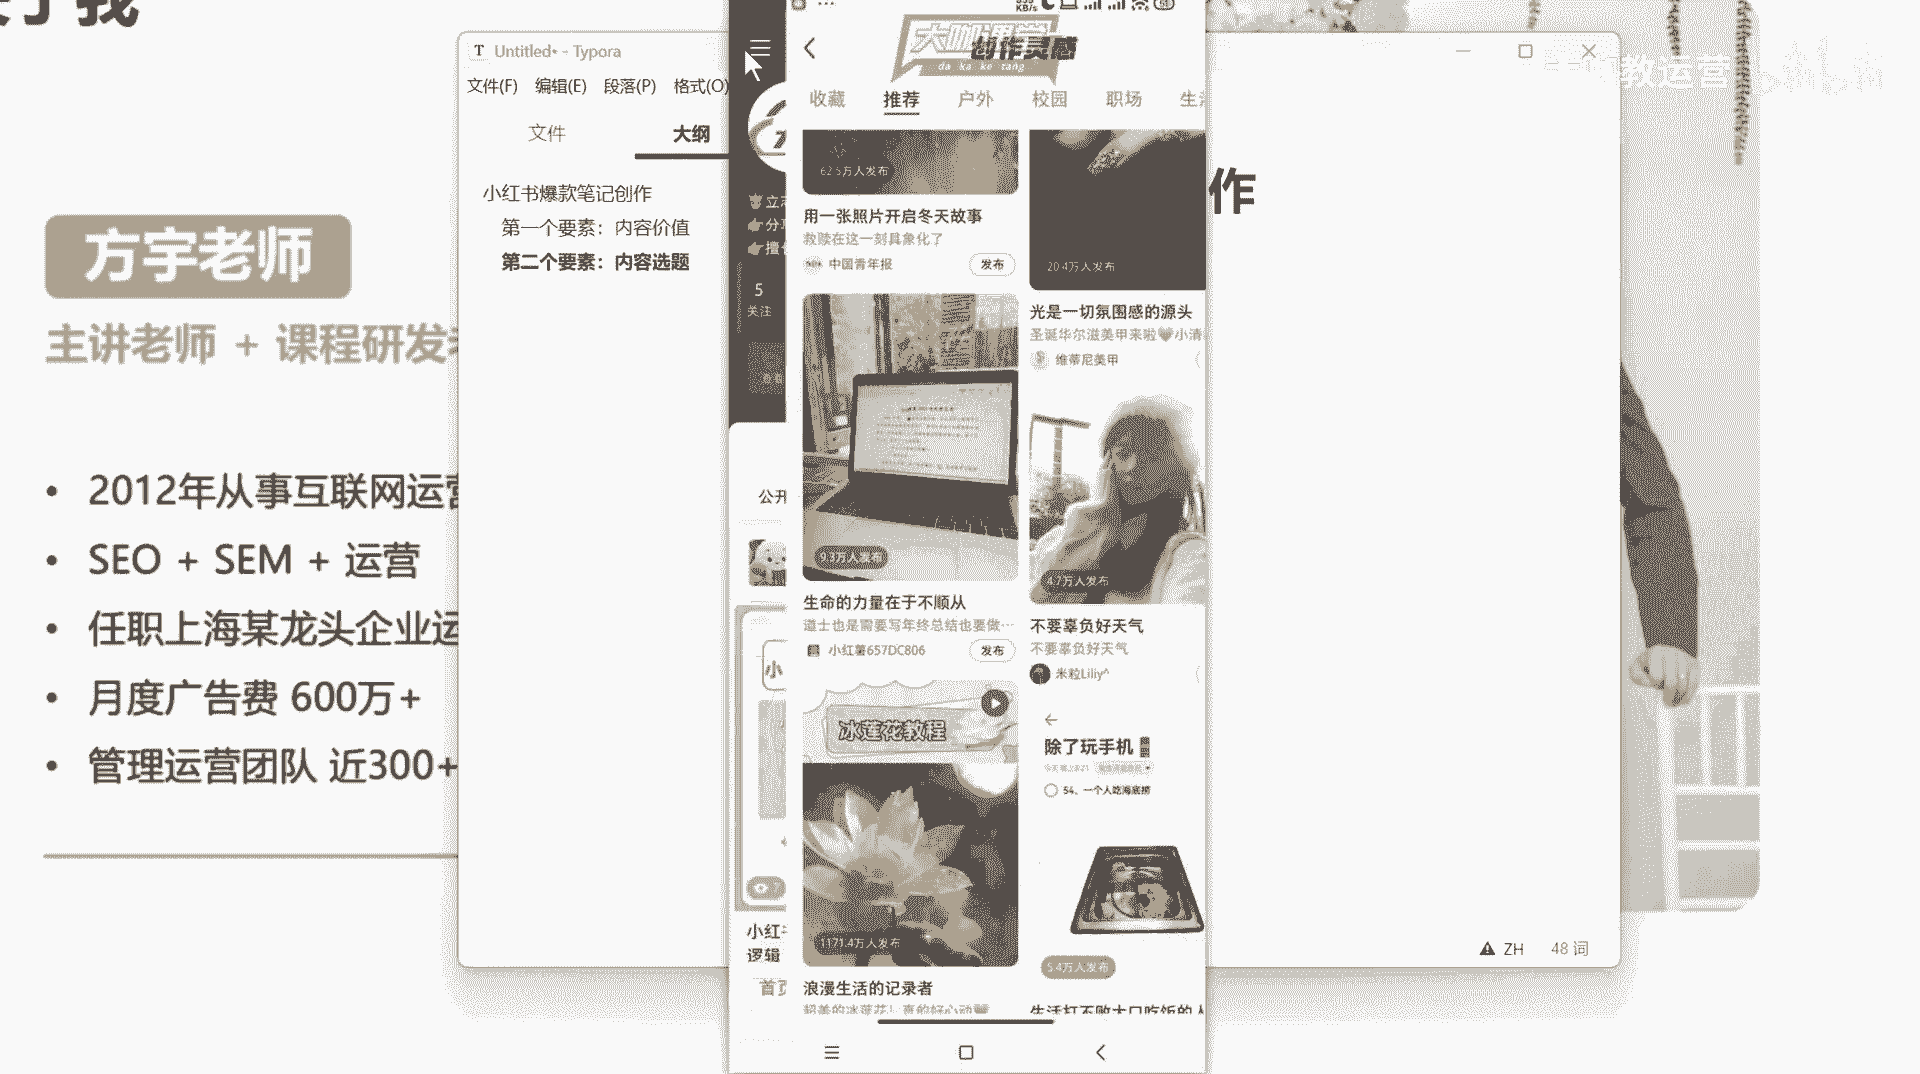 方宇老师
主讲老师 + 课程研发
• 2012年从事互联网运营
• SEO + SEM + 运营
• 任职上海某龙头企业运
• 月度广告费 600万+
• 管理运营团队 近300+
Untitled• - Typora
文件(F) 编辑(E) 段落(P) 格式(O)
文件 大纲
小红书爆款笔记创作
第一个要素：内容价值
第二个要素：内容选题
作
ZH 48 词
5
关注
公开
小红
逻辑
首页
大咖课堂
da ka ke tang
创作灵感
收藏 推荐 户外 校园 职场 生活
62.5万人发布
用一张照片开启冬天故事
救赎在这一刻具象化了
中国青年报 发布
9.3万人发布
生命的力量在于不顺从
道士也是需要写年终总结也要做…
小红薯657DC806 发布
冰莲花教程
1171.4万人发布
浪漫生活的记录者
超美的冰莲花！真的好心动
20.4万人发布
光是一切氛围感的源头
圣诞华尔滋美甲来啦🖤小清
维蒂尼美甲
4.7万人发布
不要辜负好天气
不要辜负好天气
米粒Liliy^
除了玩手机
54、一个人吃海底捞
5.4万人发布
生活打不败大口吃饭的人
教运营
bilibili